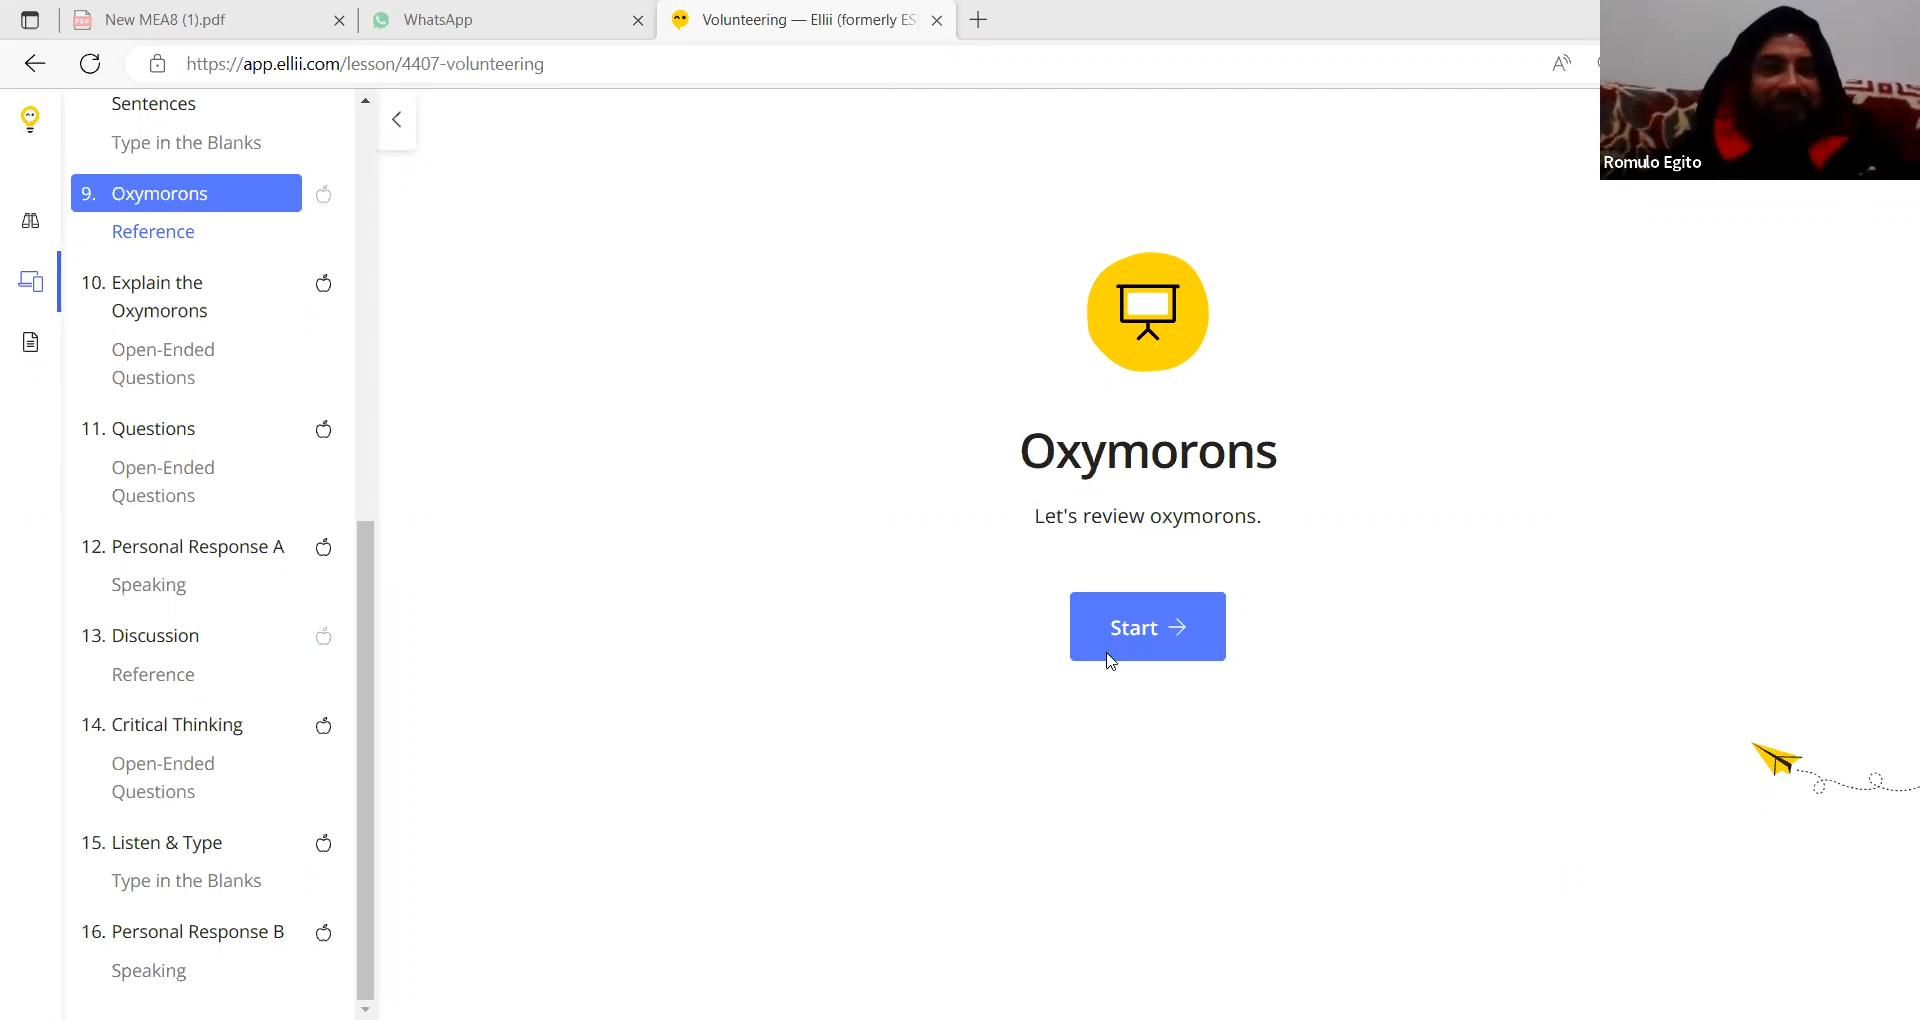 New MEA8 (1).pdf
WhatsApp
Volunteering — Ellii (formerly ES
https://app.ellii.com/lesson/4407-volunteering
Romulo Egito
Sentences
Type in the Blanks
9. Oxymorons
Reference
10. Explain the
Oxymorons
Open-Ended
Questions
11. Questions
Open-Ended
Questions
12. Personal Response A
Speaking
13. Discussion
Reference
14. Critical Thinking
Open-Ended
Questions
15. Listen & Type
Type in the Blanks
16. Personal Response B
Speaking
Oxymorons
Let's review oxymorons.
Start